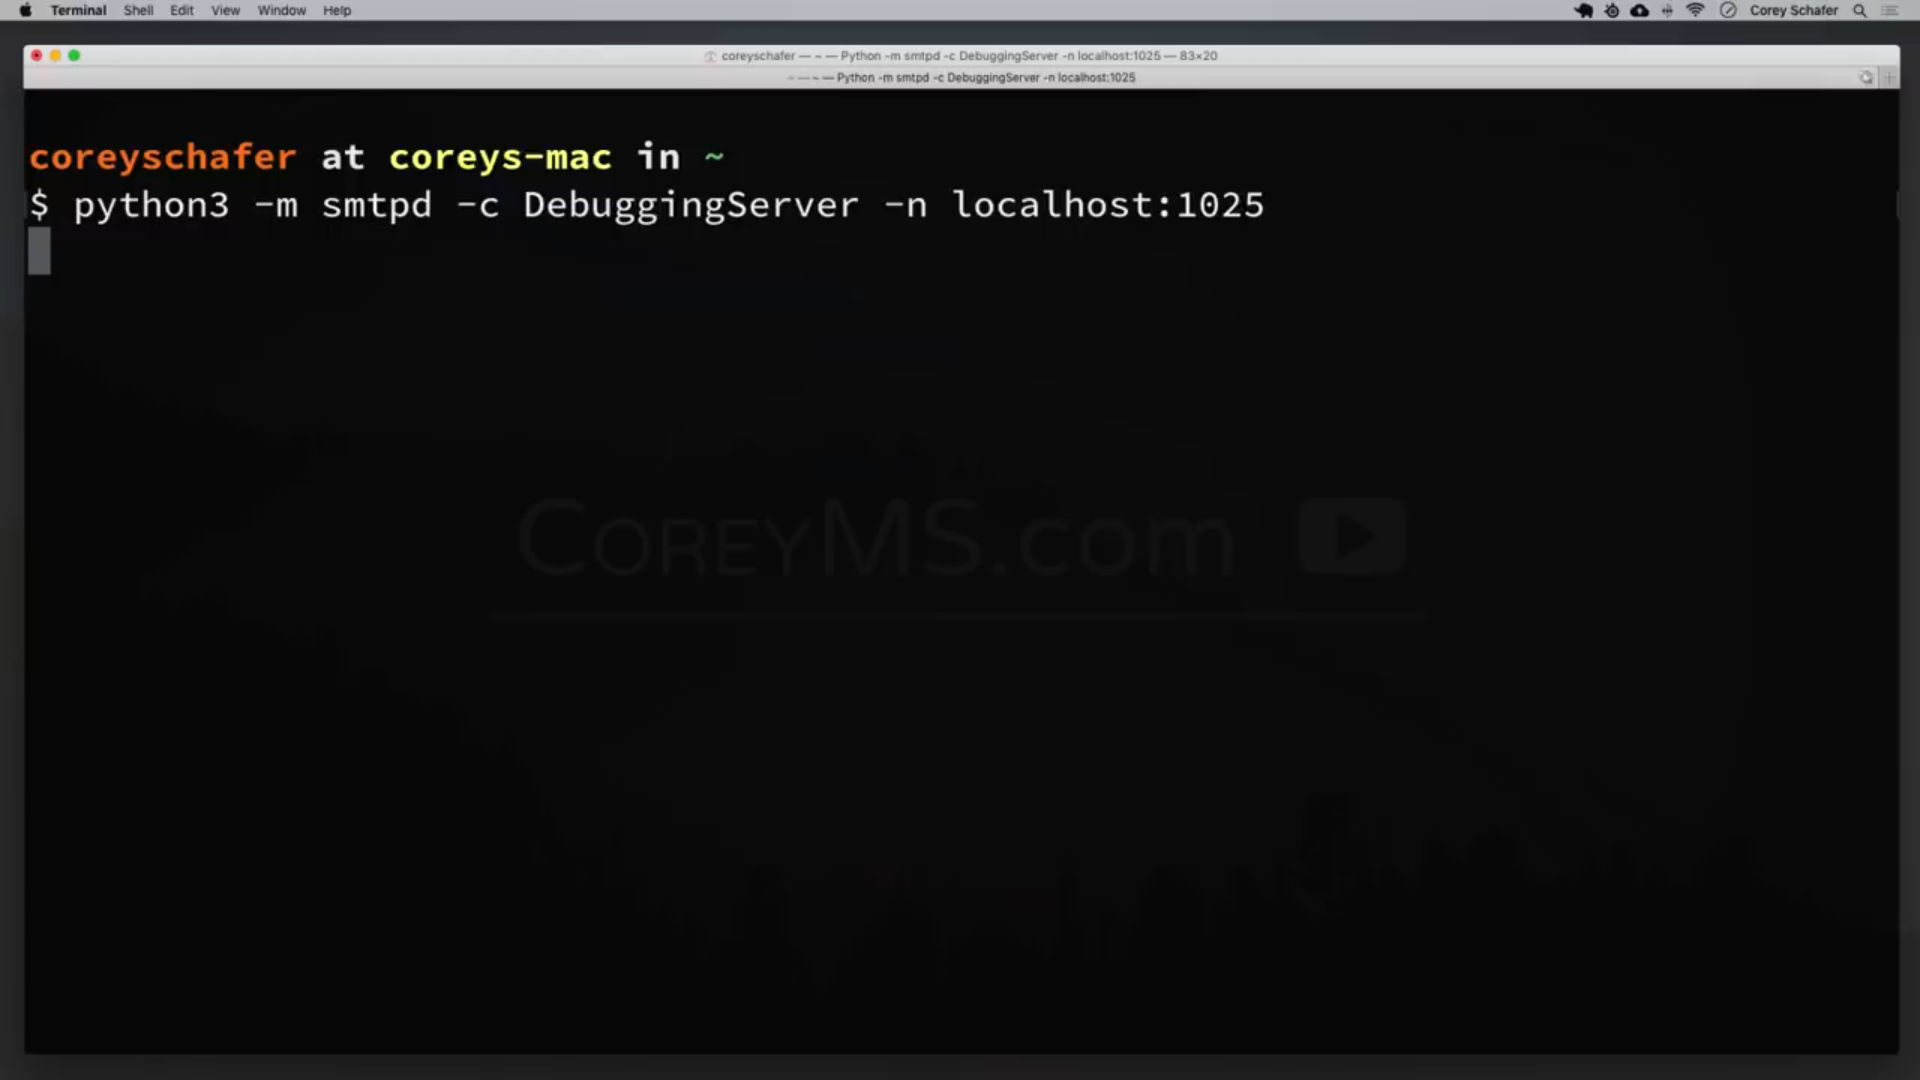 Terminal Shell Edit View Window Help Corey Schafer
coreyschafer — ~ — Python -m smtpd -c DebuggingServer -n localhost:1025 — 83×20
~ — ~ — Python -m smtpd -c DebuggingServer -n localhost:1025
coreyschafer at coreys-mac in ~
$ python3 -m smtpd -c DebuggingServer -n localhost:1025
CoreyMS.com